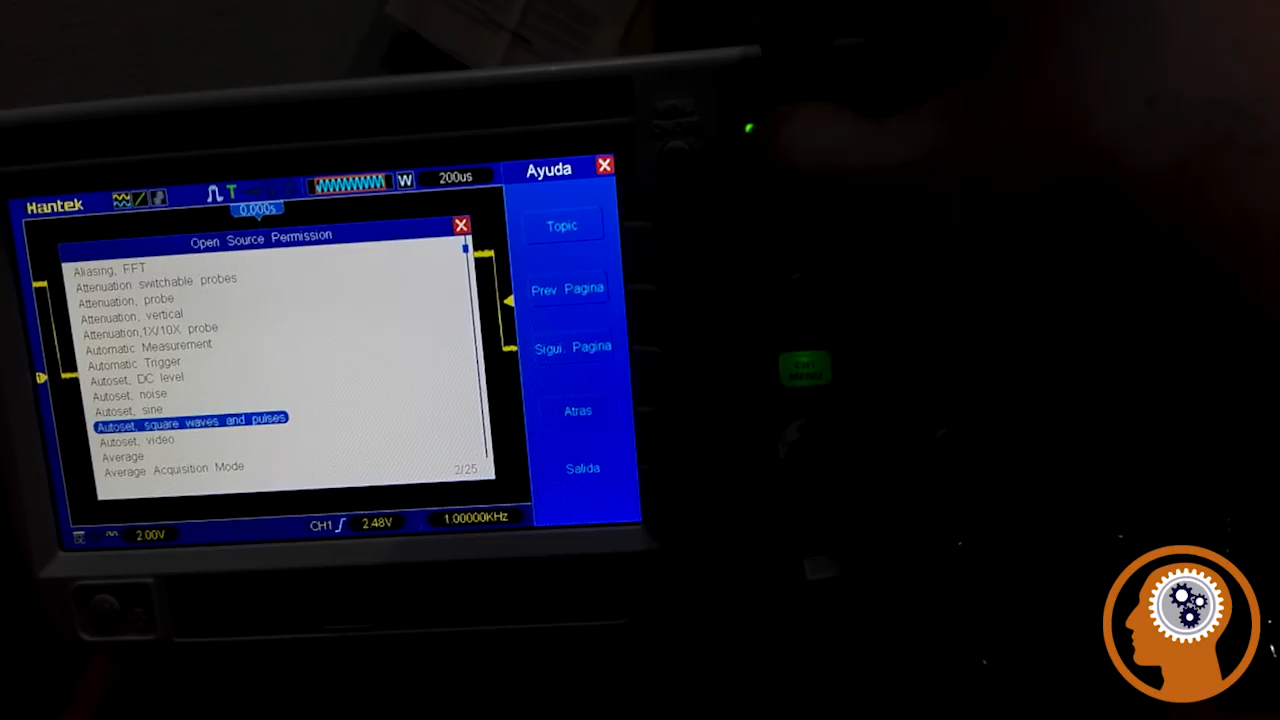 Hantek
T
W
200us
0.000s
Ayuda
Open Source Permission
Aliasing, FFT
Attenuation switchable probes
Attenuation, probe
Attenuation, vertical
Attenuation,1X/10X probe
Automatic Measurement
Automatic Trigger
Autoset, DC level
Autoset, noise
Autoset, sine
Autoset, square waves and pulses
Autoset, video
Average
Average Acquisition Mode
2/25
Topic
Prev Pagina
Sigui. Pagina
Atras
Salida
2.00V
CH1
2.48V
1.00000KHz
CH1
MENU